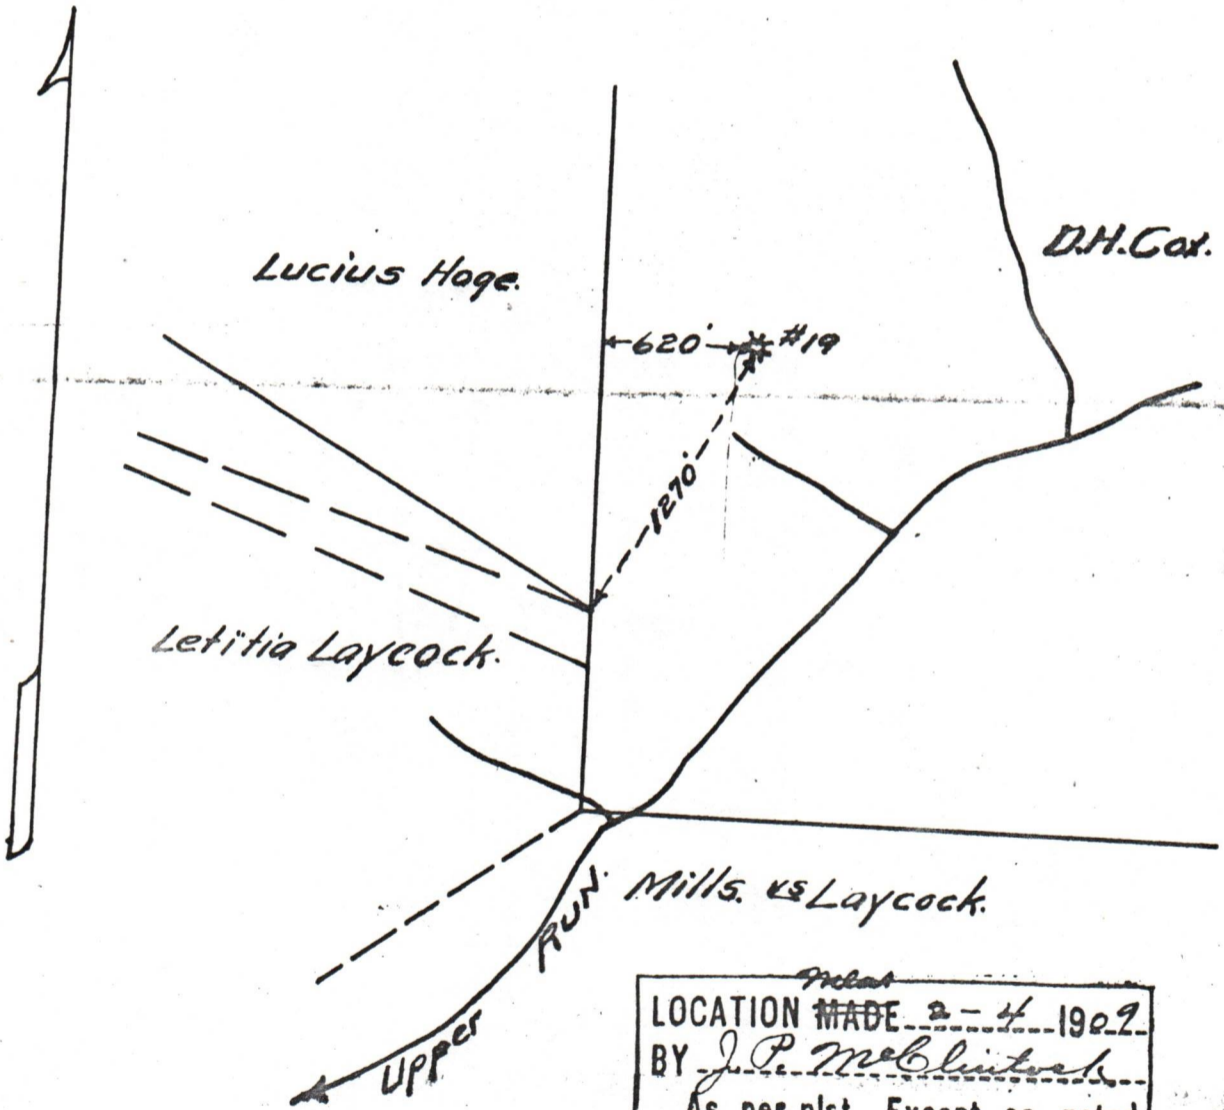 D.H.Cox.
Lucius Hoge.
620' #19
1270'
Letitia Laycock.
Mills. vs Laycock.
Upper Run.
Meas
LOCATION MADE 2-4 1909
BY J.P. McClintock
As per plat. Except as noted